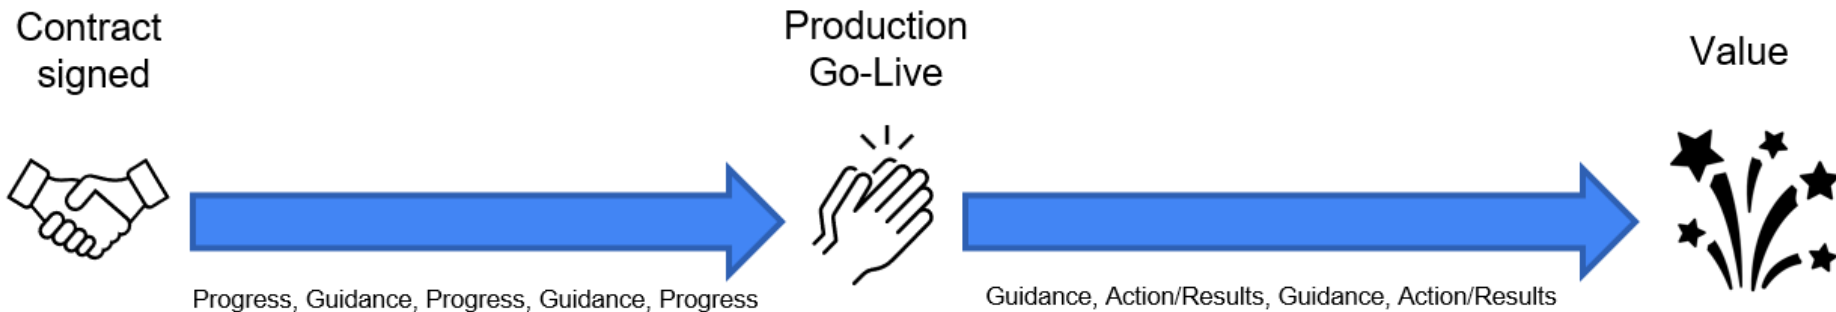 Contract
signed
Production
Go-Live
Value
Progress, Guidance, Progress, Guidance, Progress
Guidance, Action/Results, Guidance, Action/Results